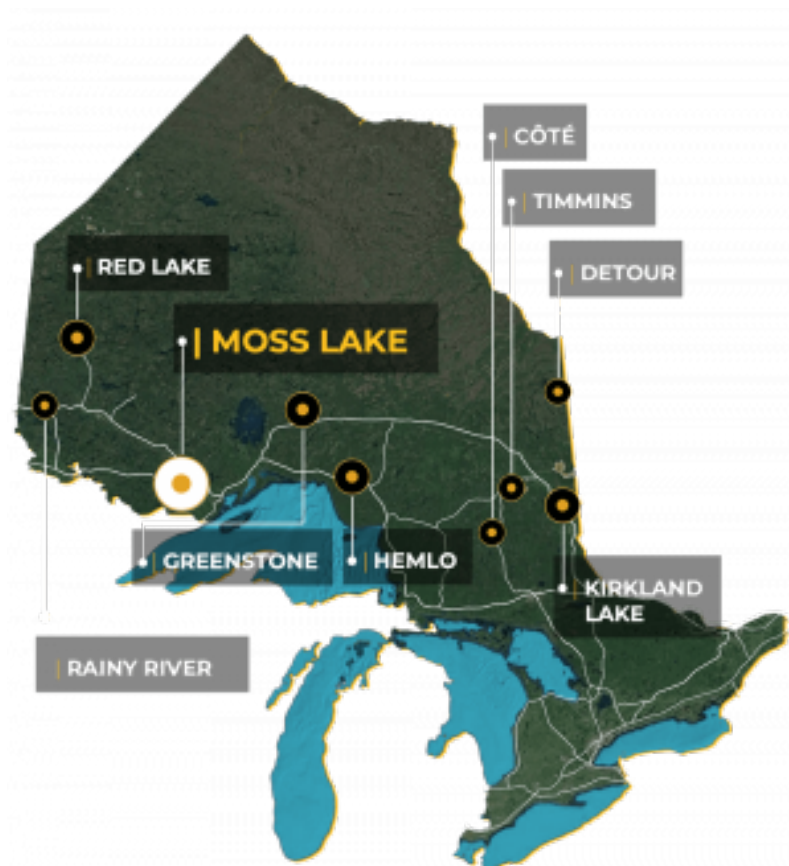 | CÔTÉ
| TIMMINS
| RED LAKE
| DETOUR
| MOSS LAKE
| GREENSTONE
| HEMLO
| KIRKLAND
LAKE
| RAINY RIVER